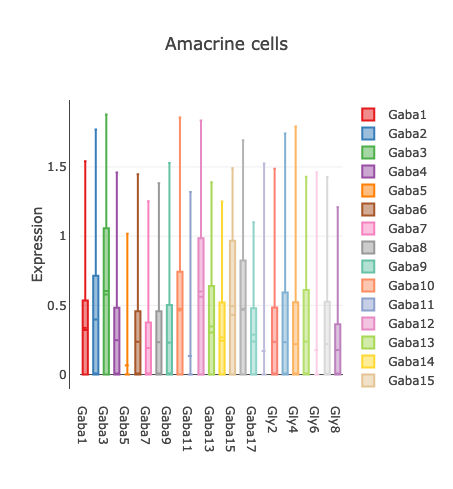 Amacrine cells
Expression
1.5
1
0.5
0
Gaba1
Gaba3
Gaba5
Gaba7
Gaba9
Gaba11
Gaba13
Gaba15
Gaba17
Gly2
Gly4
Gly6
Gly8
Gaba1
Gaba2
Gaba3
Gaba4
Gaba5
Gaba6
Gaba7
Gaba8
Gaba9
Gaba10
Gaba11
Gaba12
Gaba13
Gaba14
Gaba15